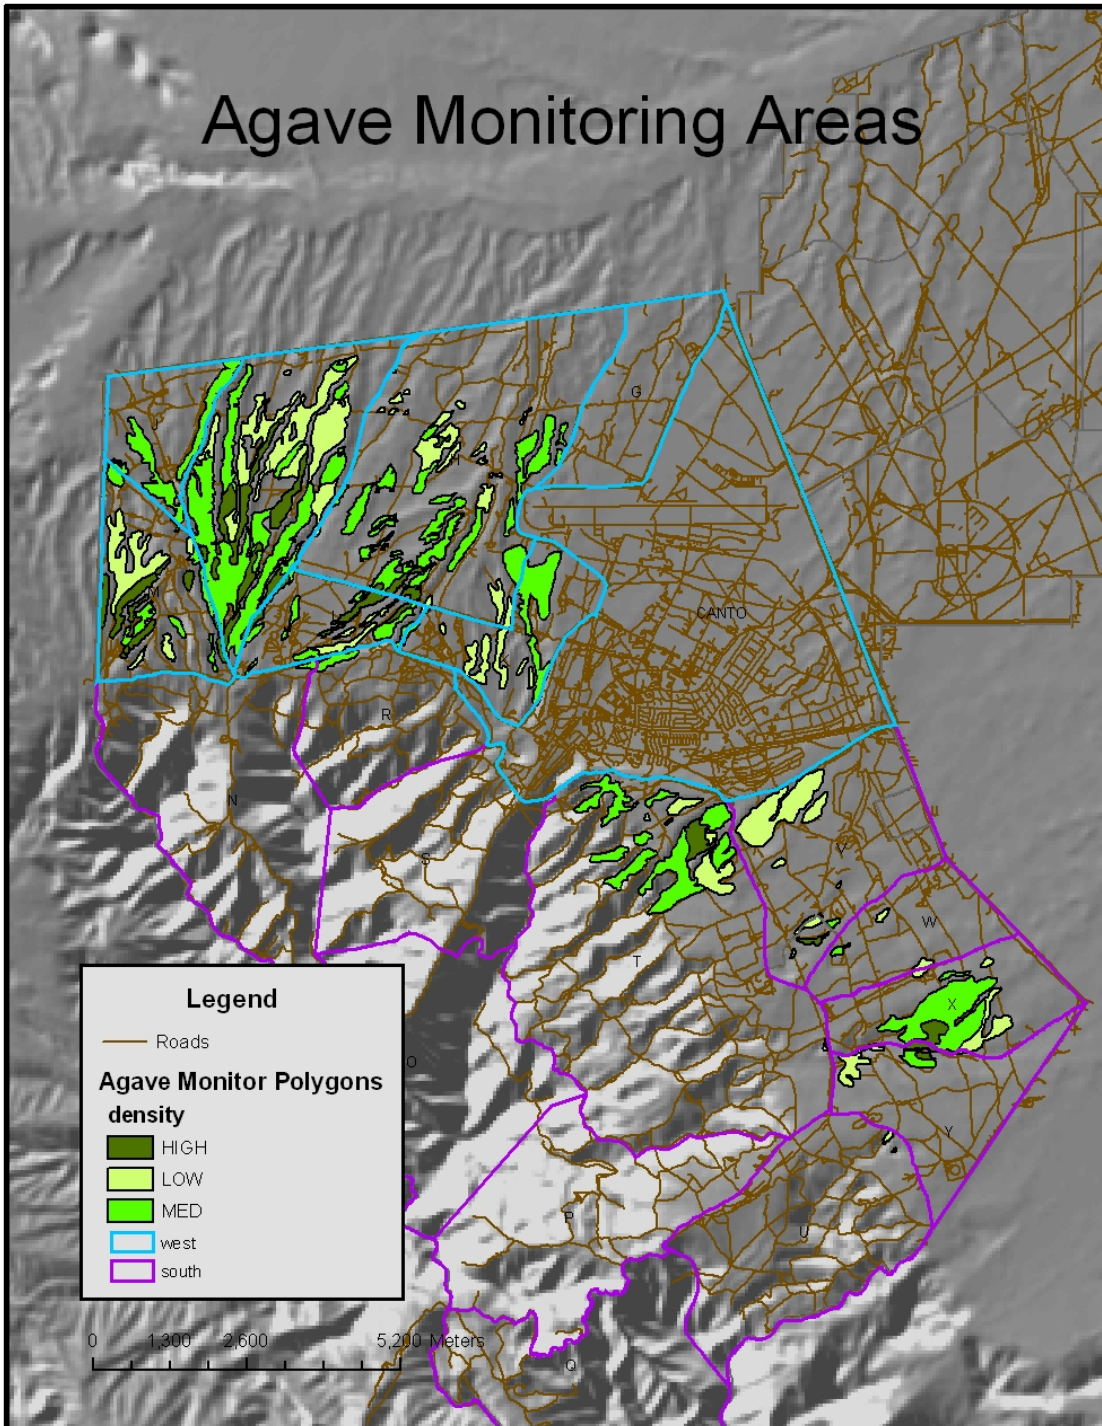 Agave Monitoring Areas
G
J
I
M
L
CANTO
R
N
S
V
W
T
X
O
Y
P
U
Q
Legend
Roads
Agave Monitor Polygons
density
HIGH
LOW
MED
west
south
0 1,300 2,600 5,200 Meters